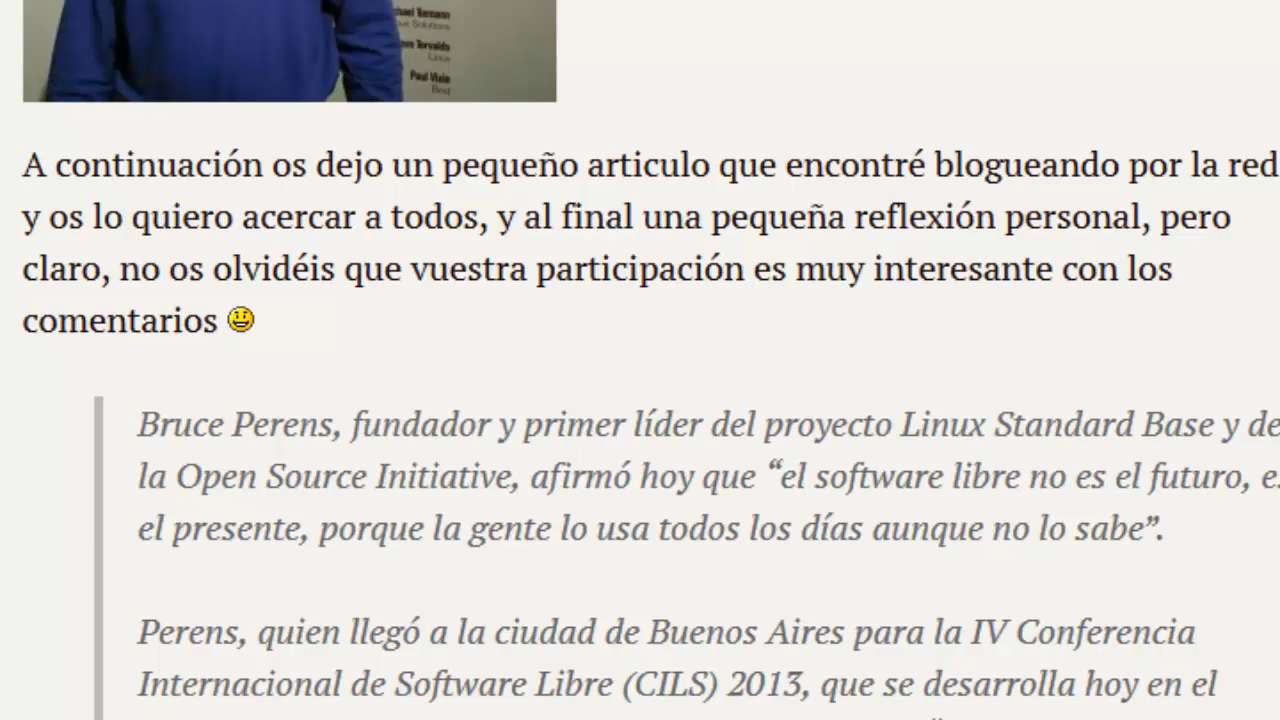 Linux
Paul Vixie
Bind
A continuación os dejo un pequeño articulo que encontré blogueando por la red
y os lo quiero acercar a todos, y al final una pequeña reflexión personal, pero
claro, no os olvidéis que vuestra participación es muy interesante con los
comentarios
Bruce Perens, fundador y primer líder del proyecto Linux Standard Base y de
la Open Source Initiative, afirmó hoy que “el software libre no es el futuro, es
el presente, porque la gente lo usa todos los días aunque no lo sabe”.
Perens, quien llegó a la ciudad de Buenos Aires para la IV Conferencia
Internacional de Software Libre (CILS) 2013, que se desarrolla hoy en el